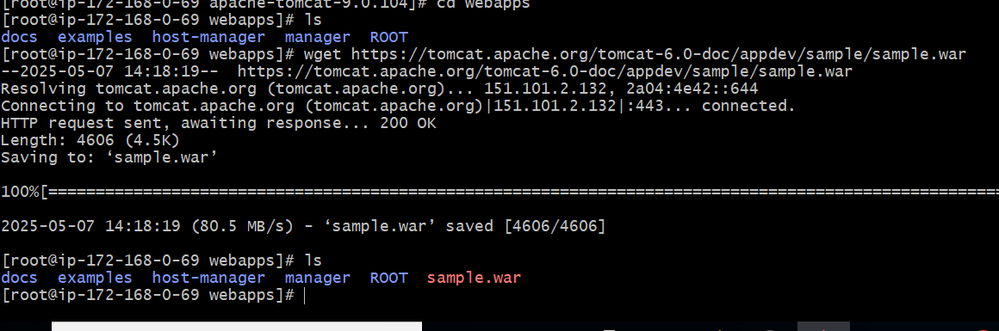 [root@ip-172-168-0-69 apache-tomcat-9.0.104]# cd webapps
[root@ip-172-168-0-69 webapps]# ls
docs  examples  host-manager  manager  ROOT
[root@ip-172-168-0-69 webapps]# wget https://tomcat.apache.org/tomcat-6.0-doc/appdev/sample/sample.war
--2025-05-07 14:18:19--  https://tomcat.apache.org/tomcat-6.0-doc/appdev/sample/sample.war
Resolving tomcat.apache.org (tomcat.apache.org)... 151.101.2.132, 2a04:4e42::644
Connecting to tomcat.apache.org (tomcat.apache.org)|151.101.2.132|:443... connected.
HTTP request sent, awaiting response... 200 OK
Length: 4606 (4.5K)
Saving to: ‘sample.war’
100%[====================================================================================================
2025-05-07 14:18:19 (80.5 MB/s) - ‘sample.war’ saved [4606/4606]
[root@ip-172-168-0-69 webapps]# ls
docs  examples  host-manager  manager  ROOT  sample.war
[root@ip-172-168-0-69 webapps]#